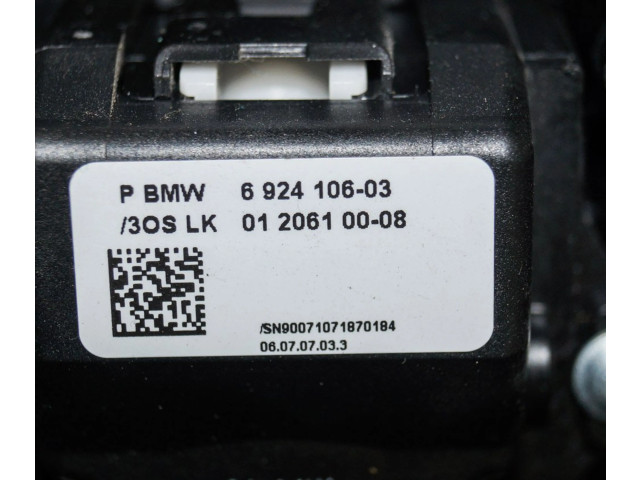 P BMW 6 924 106-03
/3OS LK 01 2061 00-08
/SN90071071870184
06.07.07.03.3